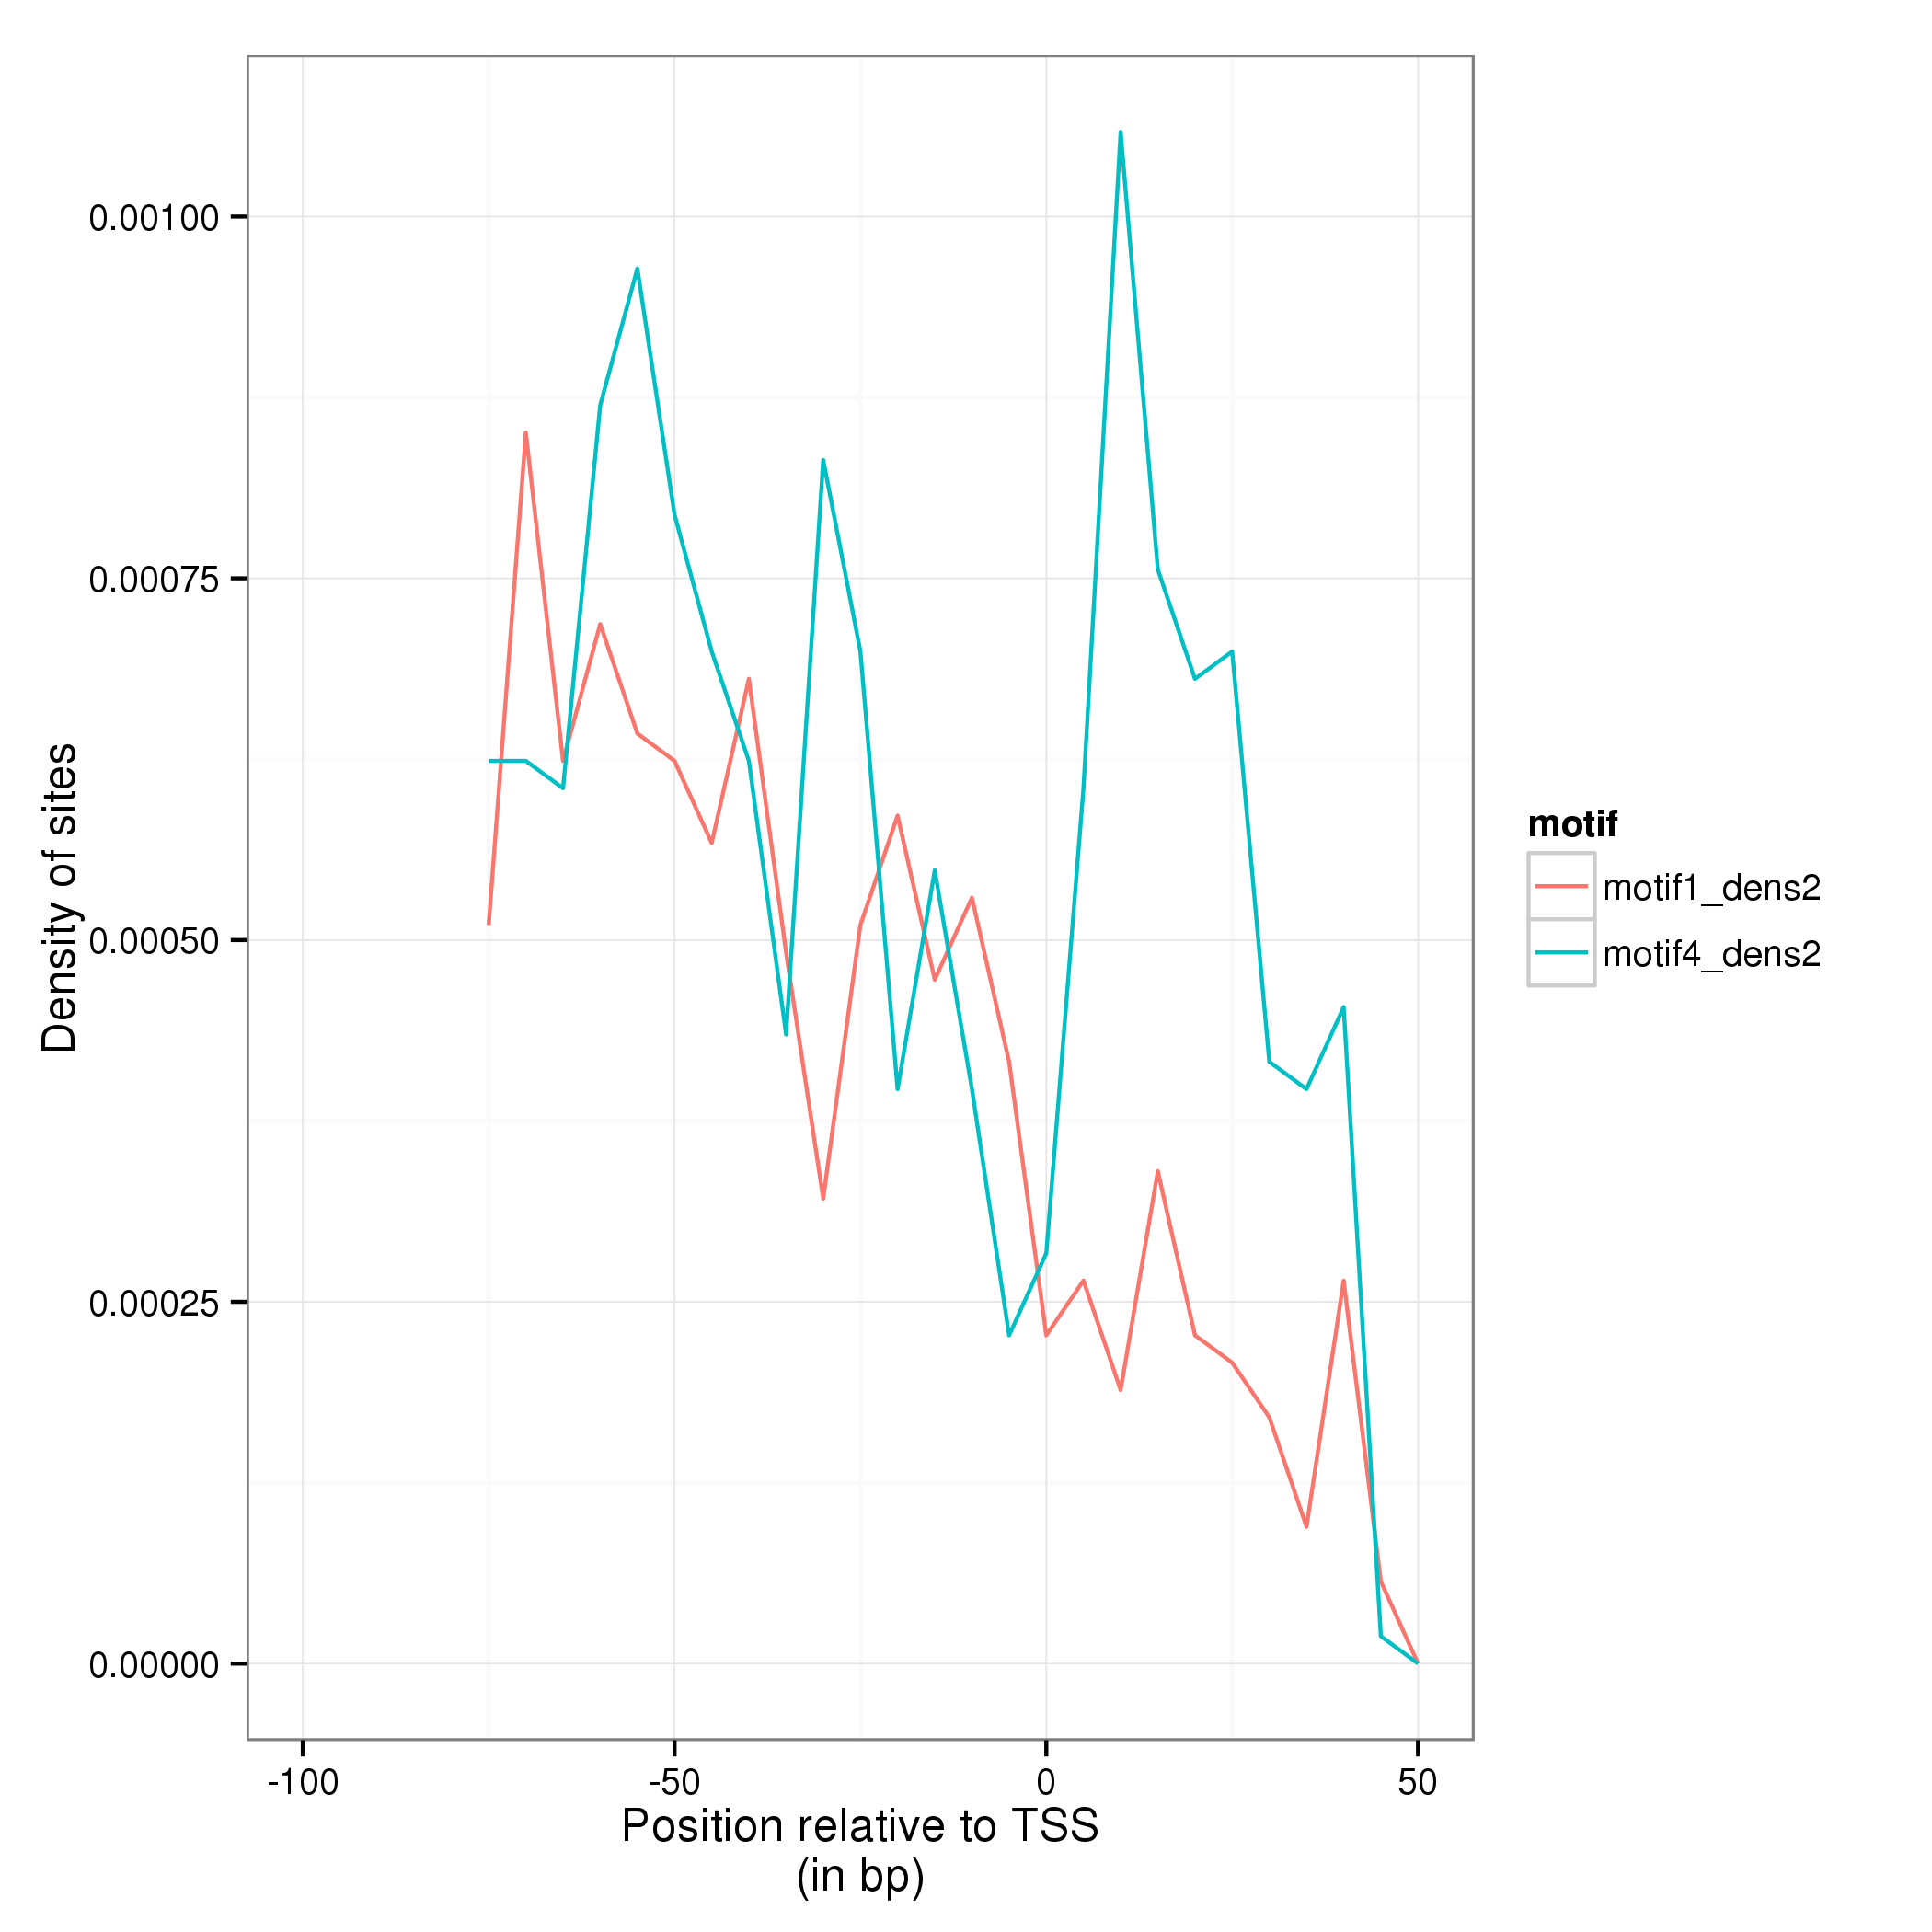 0.00100
0.00075
0.00050
0.00025
0.00000
Density of sites
-100
-50
0
50
Position relative to TSS
(in bp)
motif
motif1_dens2
motif4_dens2